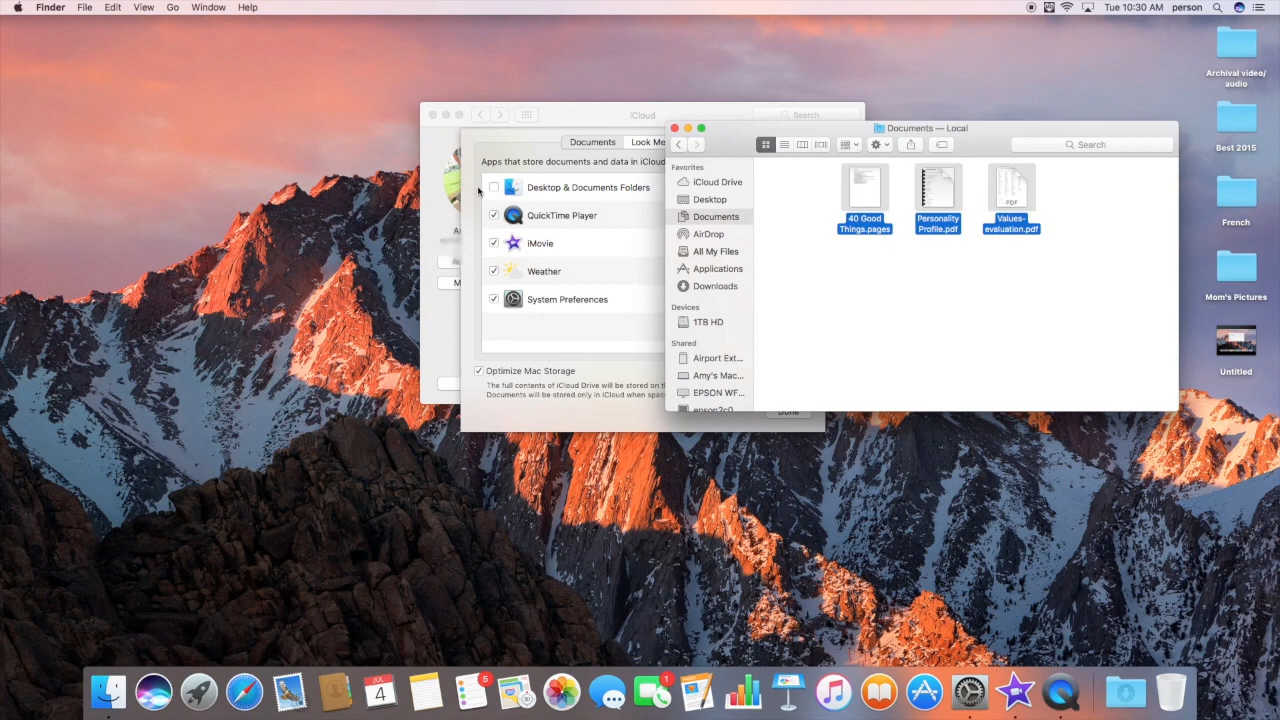 Finder File Edit View Go Window Help
Tue 10:30 AM person
Archival video/
audio
Best 2015
French
Mom's Pictures
Untitled
iCloud
Search
Documents
Look Me
Apps that store documents and data in iCloud
Desktop & Documents Folders
QuickTime Player
iMovie
Weather
System Preferences
Optimize Mac Storage
The full contents of iCloud Drive will be stored on th
Documents will be stored only in iCloud when spac
Done
Documents — Local
Search
Favorites
iCloud Drive
Desktop
Documents
AirDrop
All My Files
Applications
Downloads
Devices
1TB HD
Shared
Airport Ext...
Amy's Mac...
EPSON WF...
epson2c0
40 Good
Things.pages
Personality
Profile.pdf
PDF
Values-
evaluation.pdf
JUL
4
5
30
1